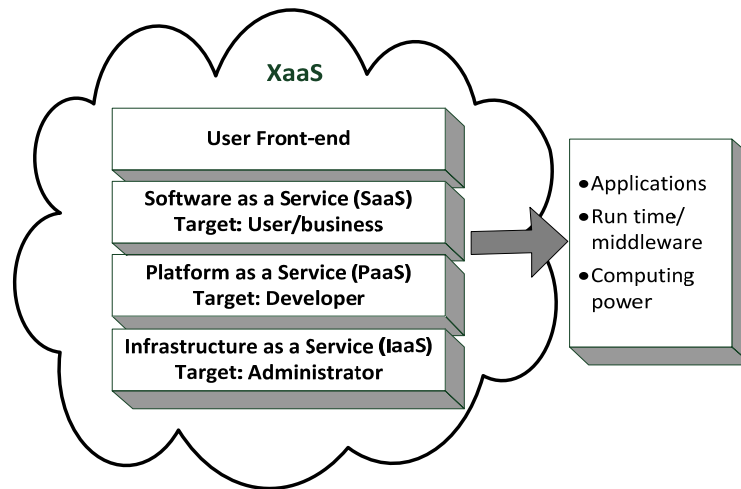 XaaS
User Front-end
Software as a Service (SaaS)
Target: User/business
Platform as a Service (PaaS)
Target: Developer
Infrastructure as a Service (IaaS)
Target: Administrator
•Applications
•Run time/
middleware
•Computing
power